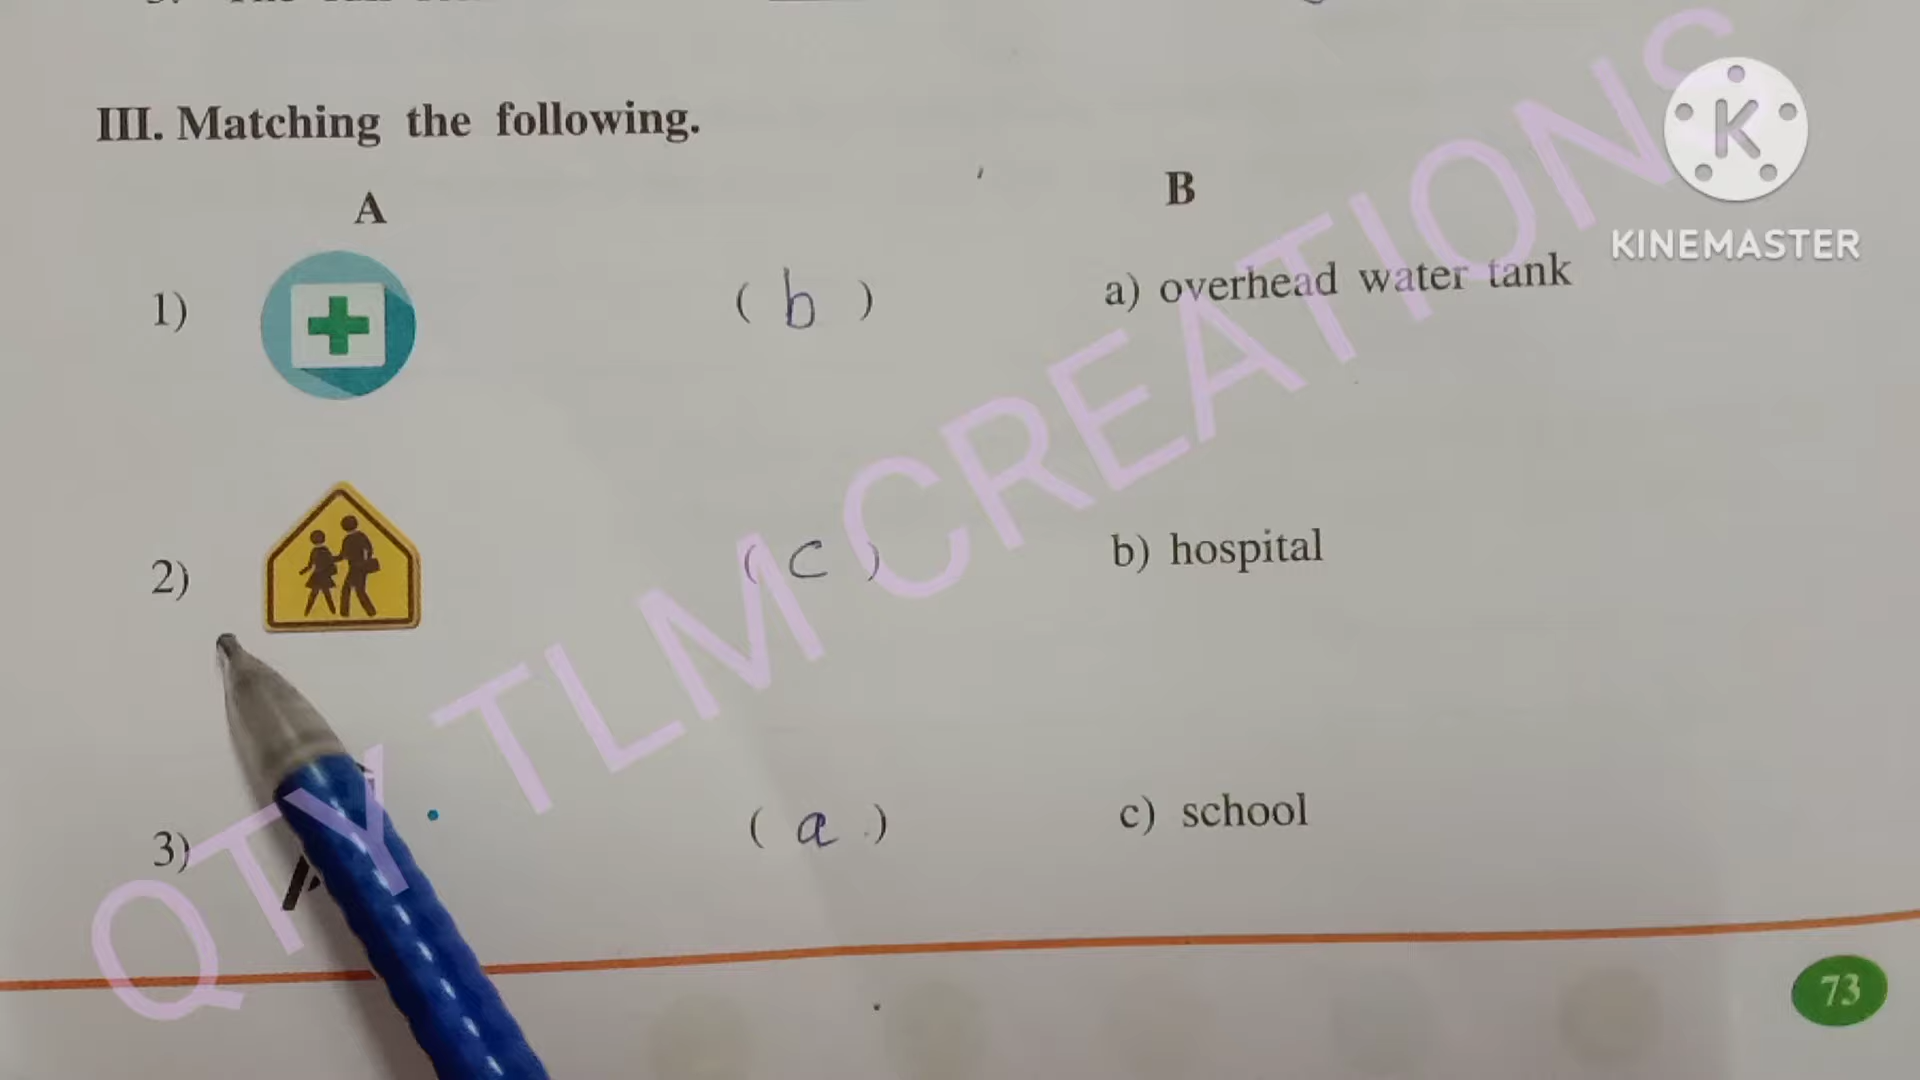 III. Matching the following.
A
B
1)
( b )
a) overhead water tank
2)
( c )
b) hospital
3)
( a )
c) school
73
QTY TLM CREATIONS
K
KINEMASTER